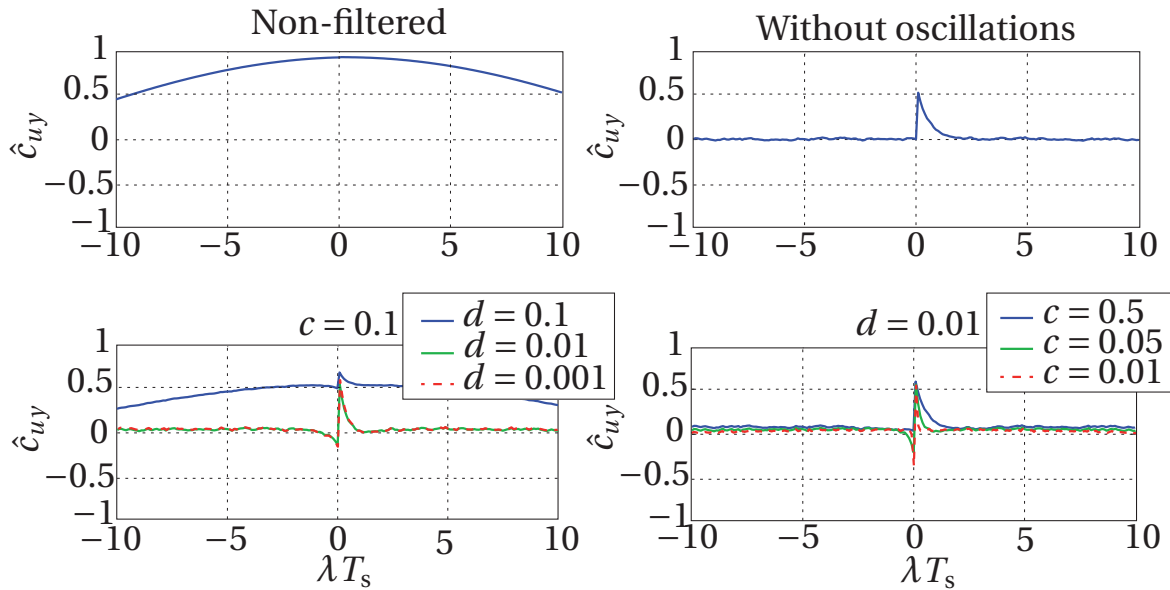 Non-filtered
1
0.5
0
−0.5
−1
ĉuy
−10
−5
0
5
10
Without oscillations
1
0.5
0
−0.5
−1
ĉuy
−10
−5
0
5
10
c = 0.1
d = 0.1
d = 0.01
d = 0.001
1
0.5
0
−0.5
−1
ĉuy
−10
−5
0
5
10
λTs
d = 0.01
c = 0.5
c = 0.05
c = 0.01
1
0.5
0
−0.5
−1
ĉuy
−10
−5
0
5
10
λTs